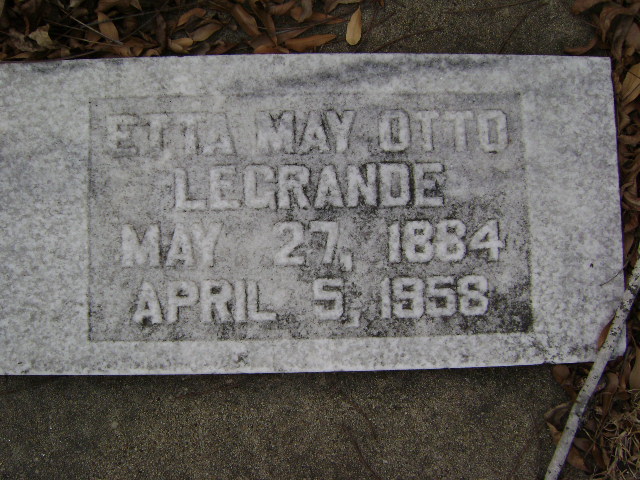 ETTA MAY OTTO
LEGRANDE
MAY 27, 1884
APRIL 5, 1958